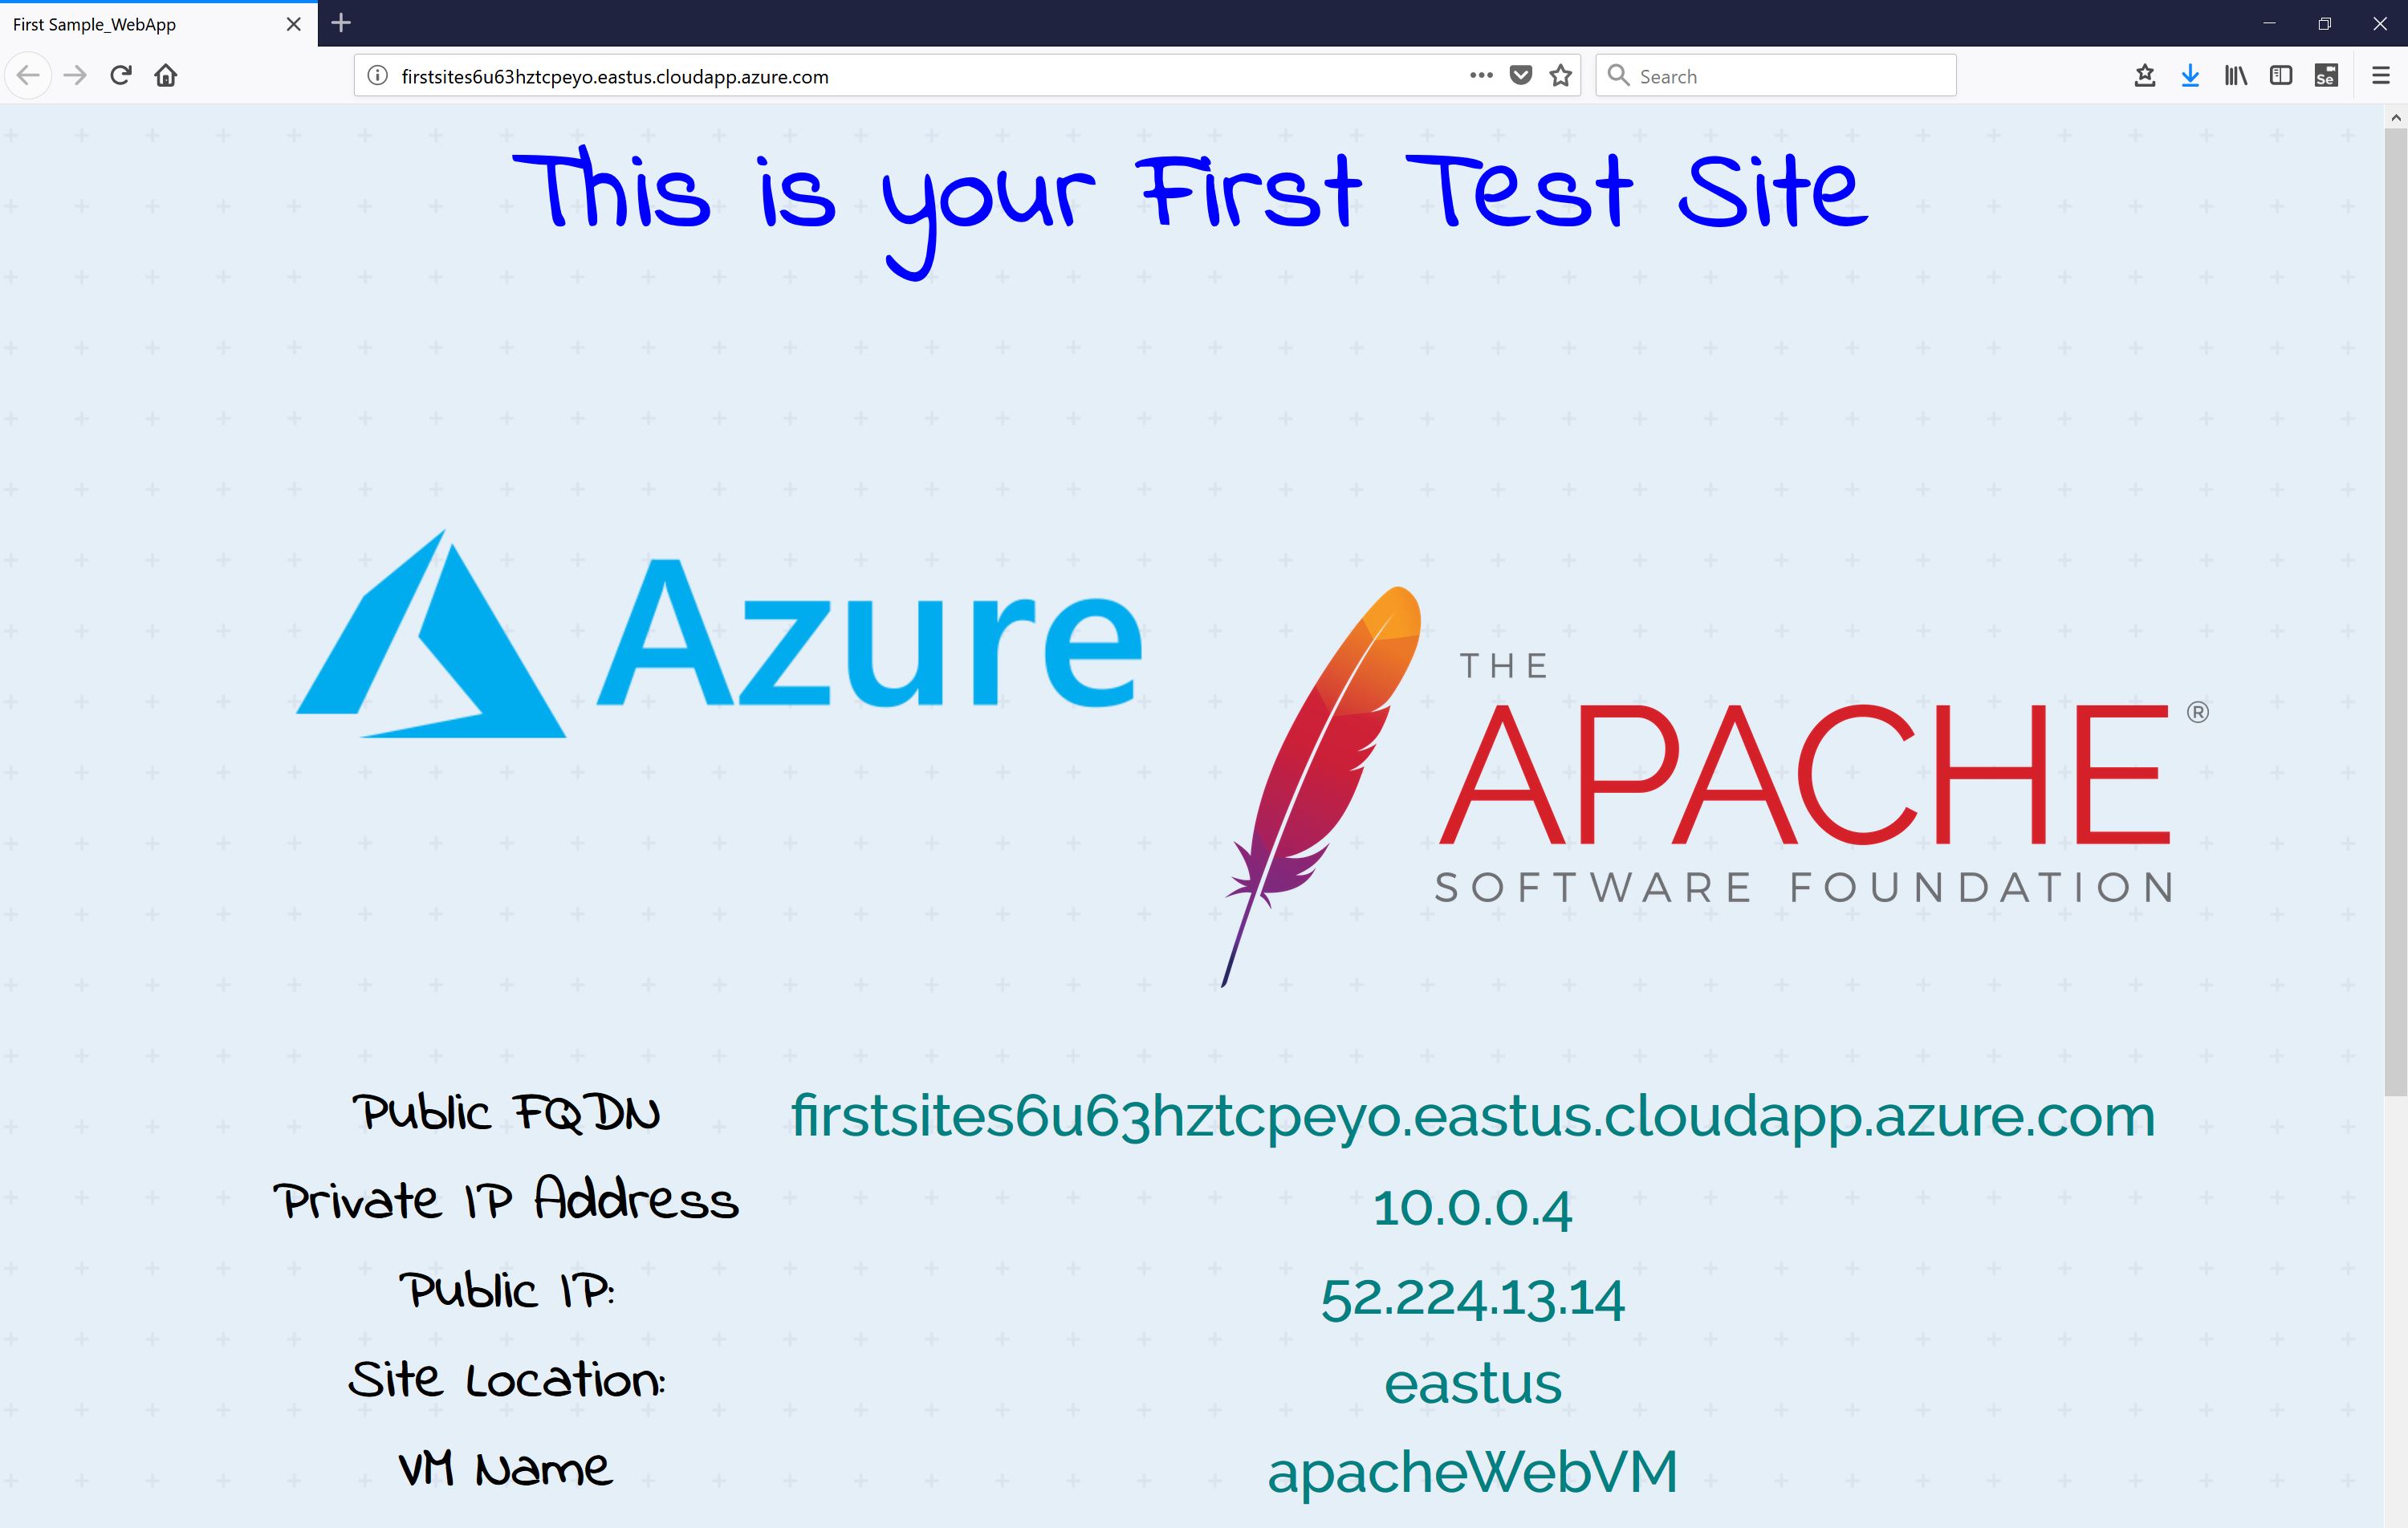 First Sample_WebApp
firstsites6u63hztcpeyo.eastus.cloudapp.azure.com
Search
Se
This is your First Test Site
Azure
THE
APACHE ®
SOFTWARE FOUNDATION
Public FQDN firstsites6u63hztcpeyo.eastus.cloudapp.azure.com
Private IP Address 10.0.0.4
Public IP: 52.224.13.14
Site Location: eastus
VM Name apacheWebVM